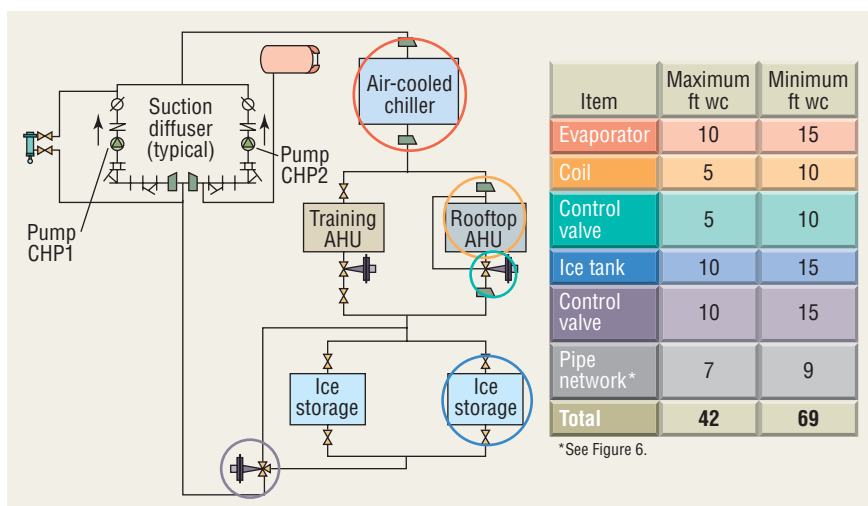 Air-cooled
chiller
Suction
diffuser
(typical)
Pump
CHP2
Pump
CHP1
Training
AHU
Rooftop
AHU
Ice
storage
Ice
storage
Item
Maximum
ft wc
Minimum
ft wc
Evaporator 10 15
Coil 5 10
Control
valve 5 10
Ice tank 10 15
Control
valve 10 15
Pipe
network* 7 9
Total 42 69
*See Figure 6.